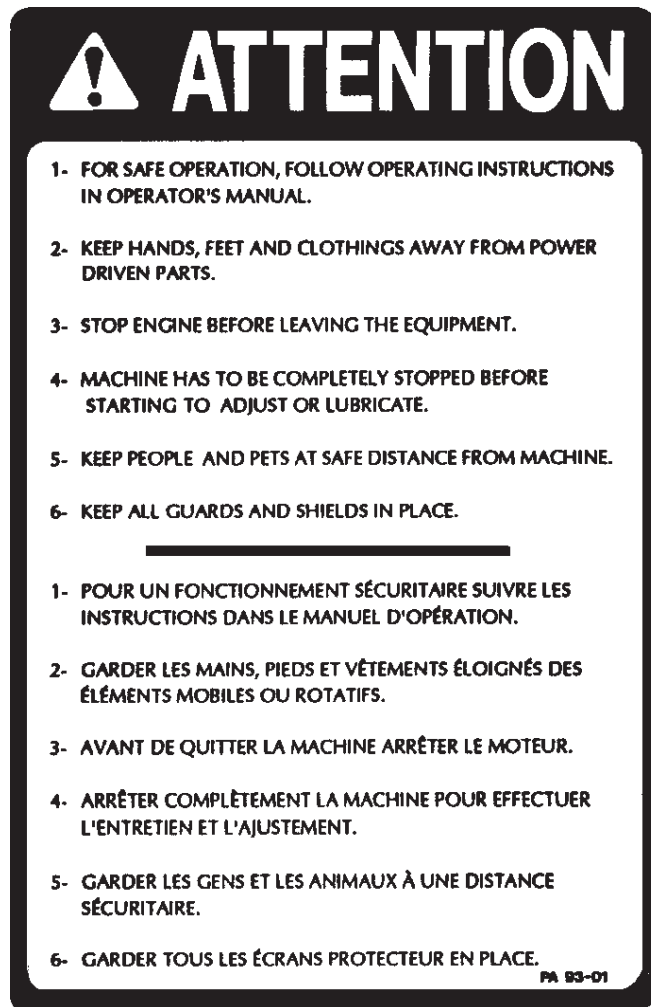 ATTENTION
1- FOR SAFE OPERATION, FOLLOW OPERATING INSTRUCTIONS
IN OPERATOR'S MANUAL.
2- KEEP HANDS, FEET AND CLOTHINGS AWAY FROM POWER
DRIVEN PARTS.
3- STOP ENGINE BEFORE LEAVING THE EQUIPMENT.
4- MACHINE HAS TO BE COMPLETELY STOPPED BEFORE
STARTING TO ADJUST OR LUBRICATE.
5- KEEP PEOPLE AND PETS AT SAFE DISTANCE FROM MACHINE.
6- KEEP ALL GUARDS AND SHIELDS IN PLACE.
1- POUR UN FONCTIONNEMENT SÉCURITAIRE SUIVRE LES
INSTRUCTIONS DANS LE MANUEL D'OPÉRATION.
2- GARDER LES MAINS, PIEDS ET VÊTEMENTS ÉLOIGNÉS DES
ÉLÉMENTS MOBILES OU ROTATIFS.
3- AVANT DE QUITTER LA MACHINE ARRÊTER LE MOTEUR.
4- ARRÊTER COMPLÈTEMENT LA MACHINE POUR EFFECTUER
L'ENTRETIEN ET L'AJUSTEMENT.
5- GARDER LES GENS ET LES ANIMAUX À UNE DISTANCE
SÉCURITAIRE.
6- GARDER TOUS LES ÉCRANS PROTECTEUR EN PLACE.
PA 93-01